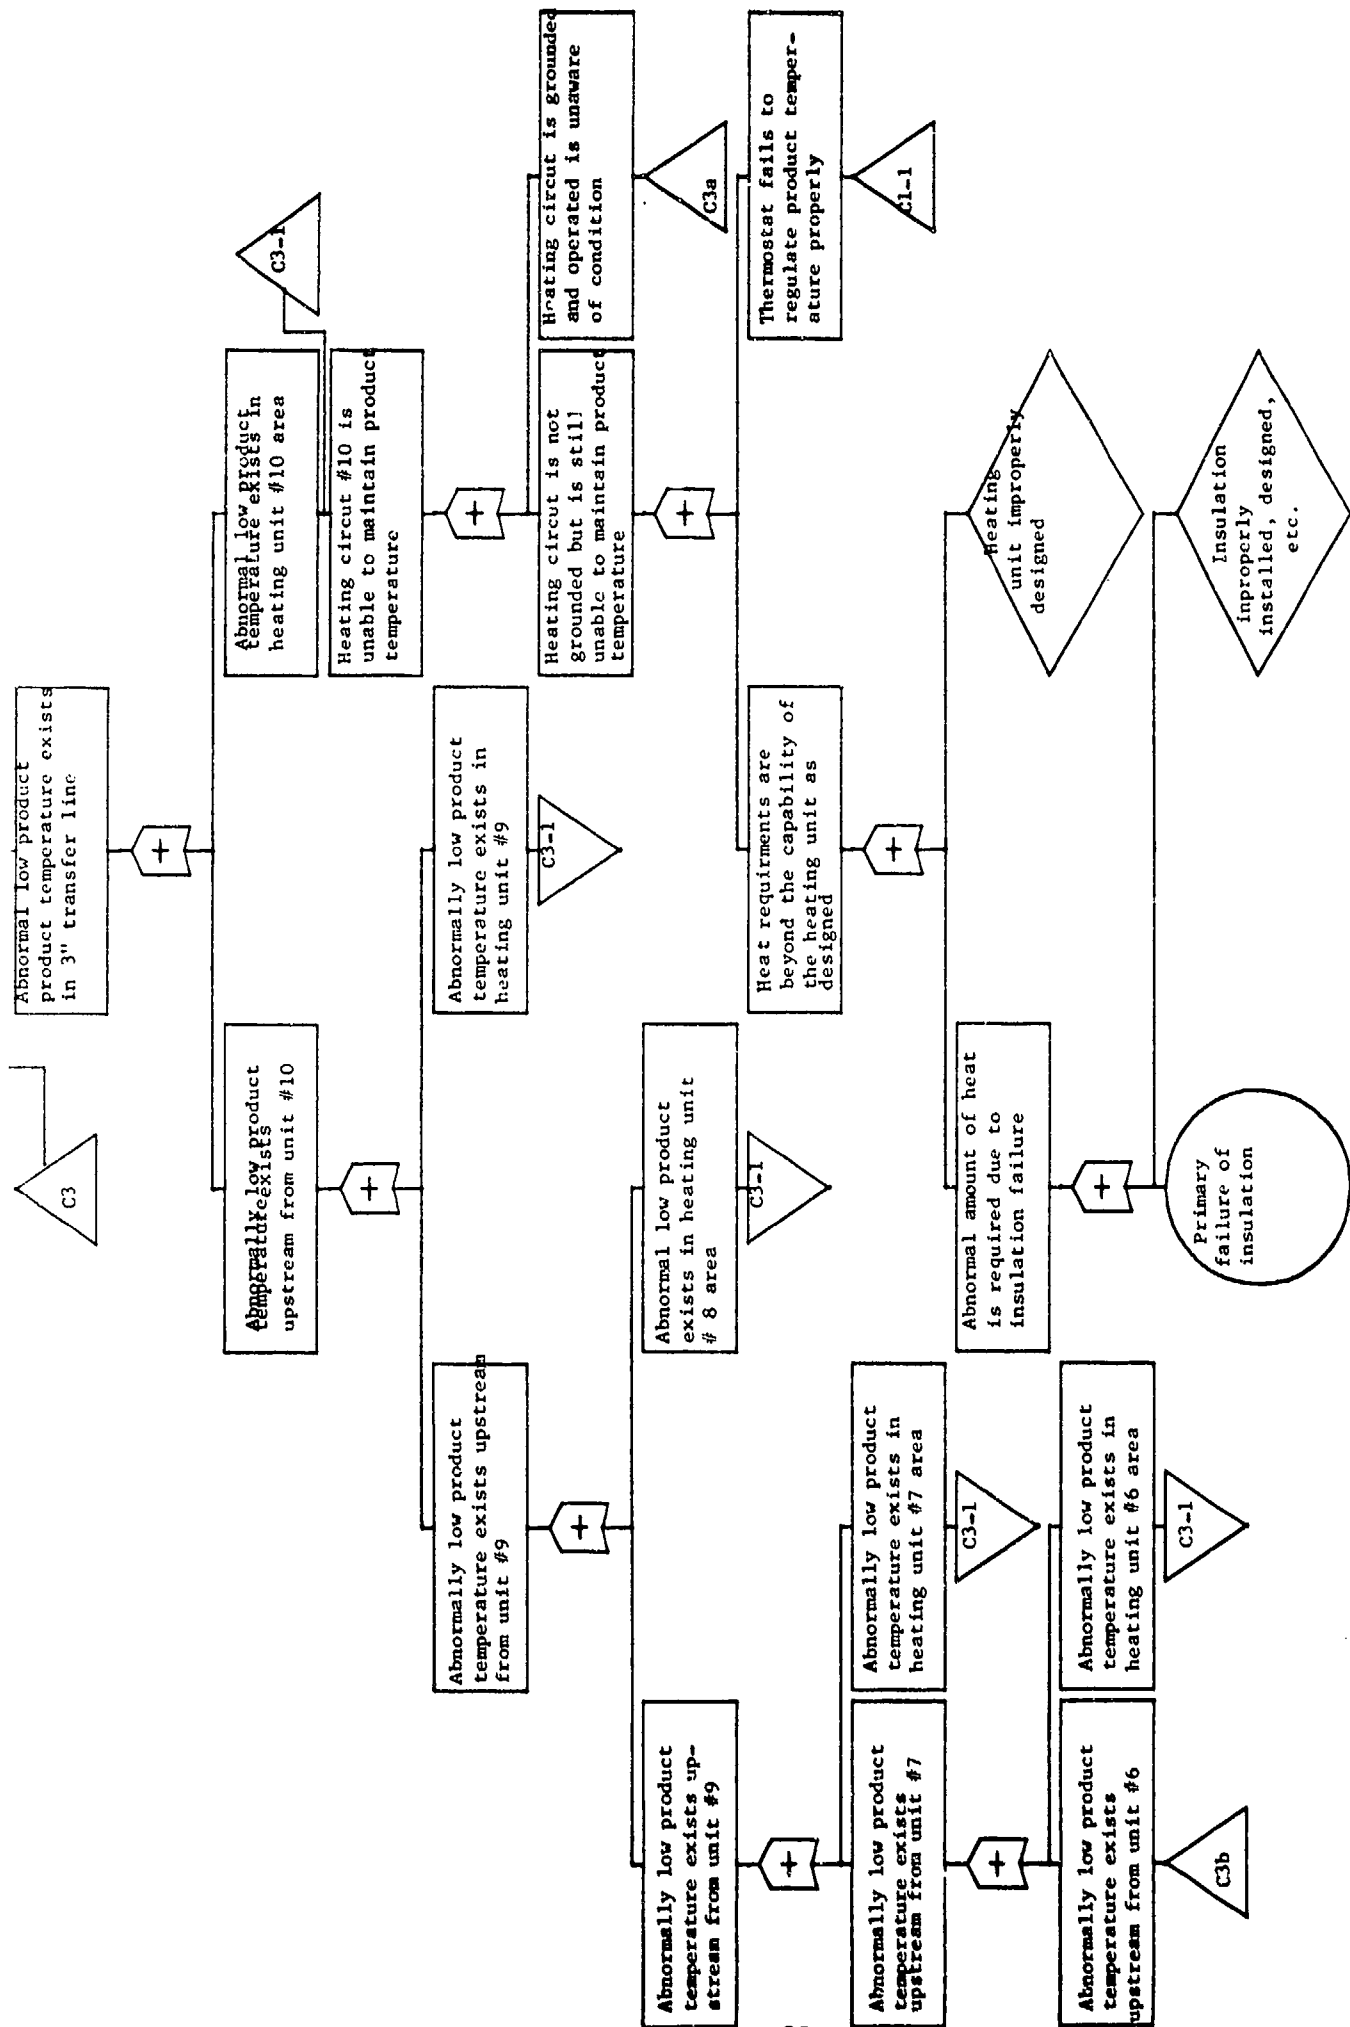 C3
Abnormal low product
product temperature exists
in 3" transfer line
+
Abnormally low product
temperature exists
upstream from unit #10
Abnormal low product
temperature exists in
heating unit #10 area
C3-1
+
Heating circut #10 is
unable to maintain product
temperature
+
Abnormally low product
temperature exists upstream
from unit #9
Abnormally low product
temperature exists in
heating unit #9
C3-1
Heating circut is not
grounded but is still
unable to maintain product
temperature
Heating circut is grounded
and operated is unaware
of condition
C3a
+
+
Abnormally low product
temperature exists up-
stream from unit #9
Abnormal low product
exists in heating unit
# 8 area
C3-1
Heat requirments are
beyond the capability of
the heating unit as
designed
Thermostat fails to
regulate product temper-
ature properly
C1-1
+
+
Abnormally low product
temperature exists
upstream from unit #7
Abnormally low product
temperature exists in
heating unit #7 area
C3-1
Abnormal amount of heat
is required due to
insulation failure
Heating
unit improperly
designed
+
+
Abnormally low product
temperature exists
upstream from unit #6
C3b
Abnormally low product
temperature exists in
heating unit #6 area
C3-1
Primary
failure of
insulation
Insulation
inproperly
installed, designed,
etc.